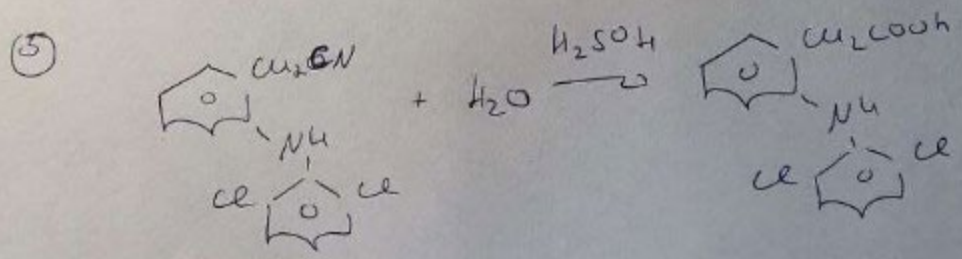 5
CH₂CN + H₂O H₂SO₄ CH₂COOH
NH NH
Cl Cl Cl Cl